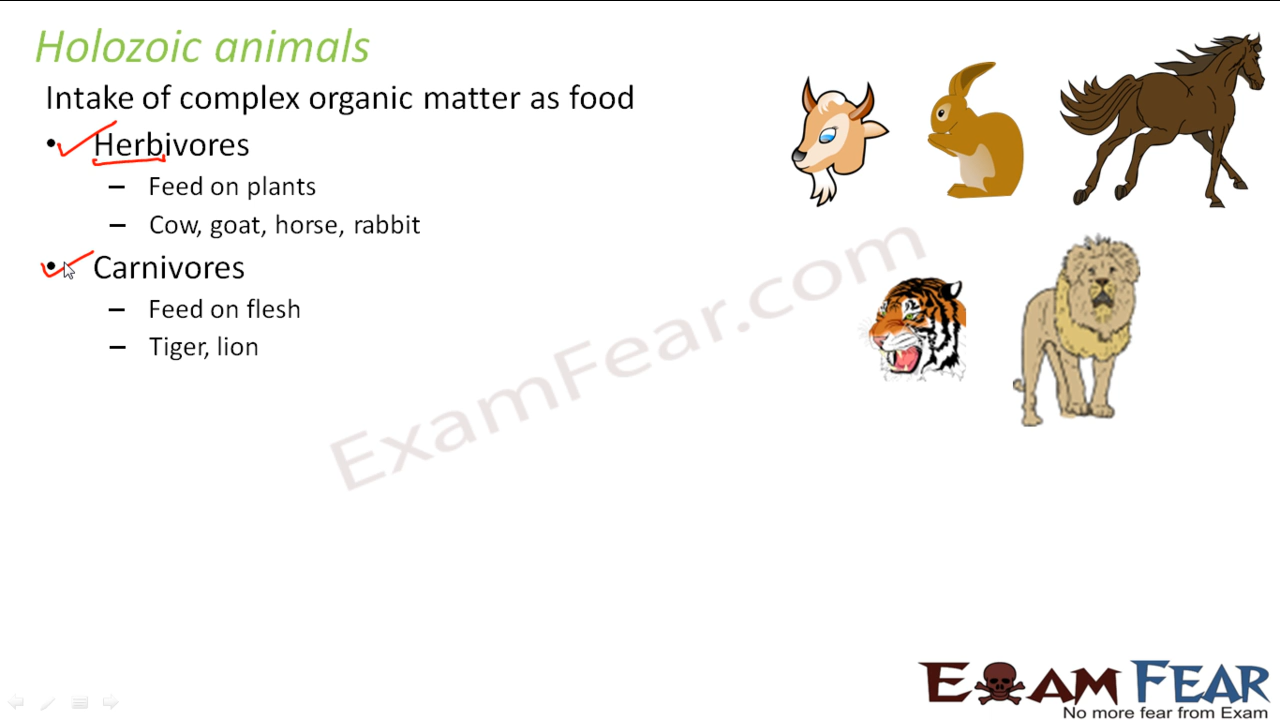 Holozoic animals
Intake of complex organic matter as food
• Herbivores
– Feed on plants
– Cow, goat, horse, rabbit
• Carnivores
– Feed on flesh
– Tiger, lion
ExamFear.com
EXAM FEAR
No more fear from Exam